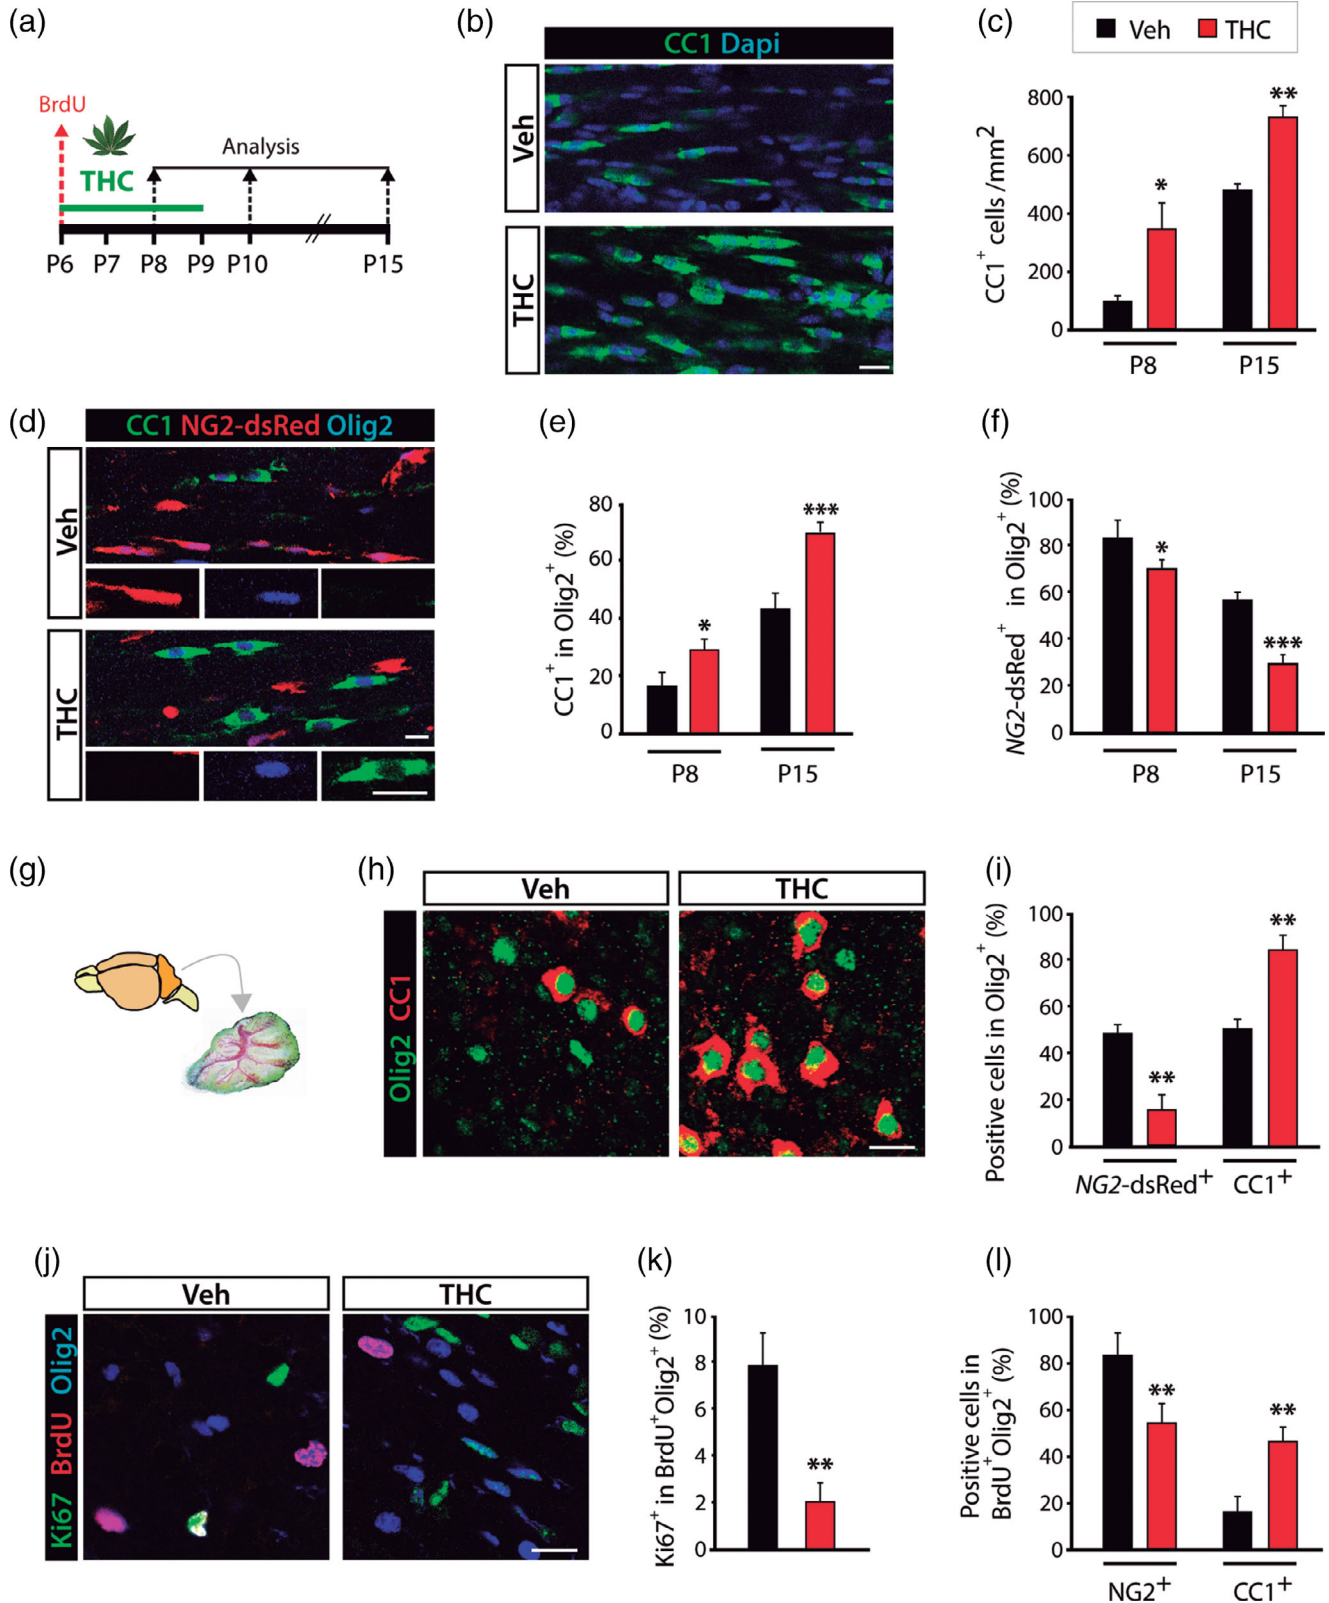 (a)
BrdU
THC
Analysis
P6 P7 P8 P9 P10 P15
(b)
CC1 Dapi
Veh
THC
(c)
Veh THC
CC1+ cells /mm2
800
600
400
200
0
*
**
P8 P15
(d)
CC1 NG2-dsRed Olig2
Veh
THC
(e)
CC1+ in Olig2+ (%)
80
60
40
20
0
*
***
P8 P15
(f)
NG2-dsRed+ in Olig2+ (%)
100
80
60
40
20
0
*
***
P8 P15
(g)
(h)
Veh THC
Olig2 CC1
(i)
Positive cells in Olig2+ (%)
100
80
60
40
20
0
**
**
NG2-dsRed+ CC1+
(j)
Veh THC
Ki67 BrdU Olig2
(k)
Ki67+ in BrdU+Olig2+ (%)
10
8
6
4
2
0
**
(l)
Positive cells in
BrdU+Olig2+ (%)
100
80
60
40
20
0
**
**
NG2+ CC1+